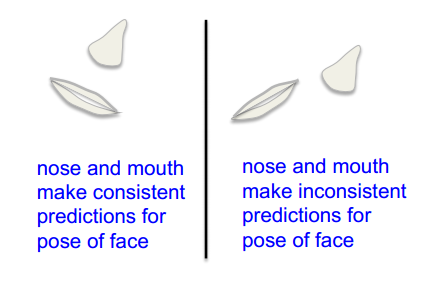 nose and mouth
make consistent
predictions for
pose of face
nose and mouth
make inconsistent
predictions for
pose of face